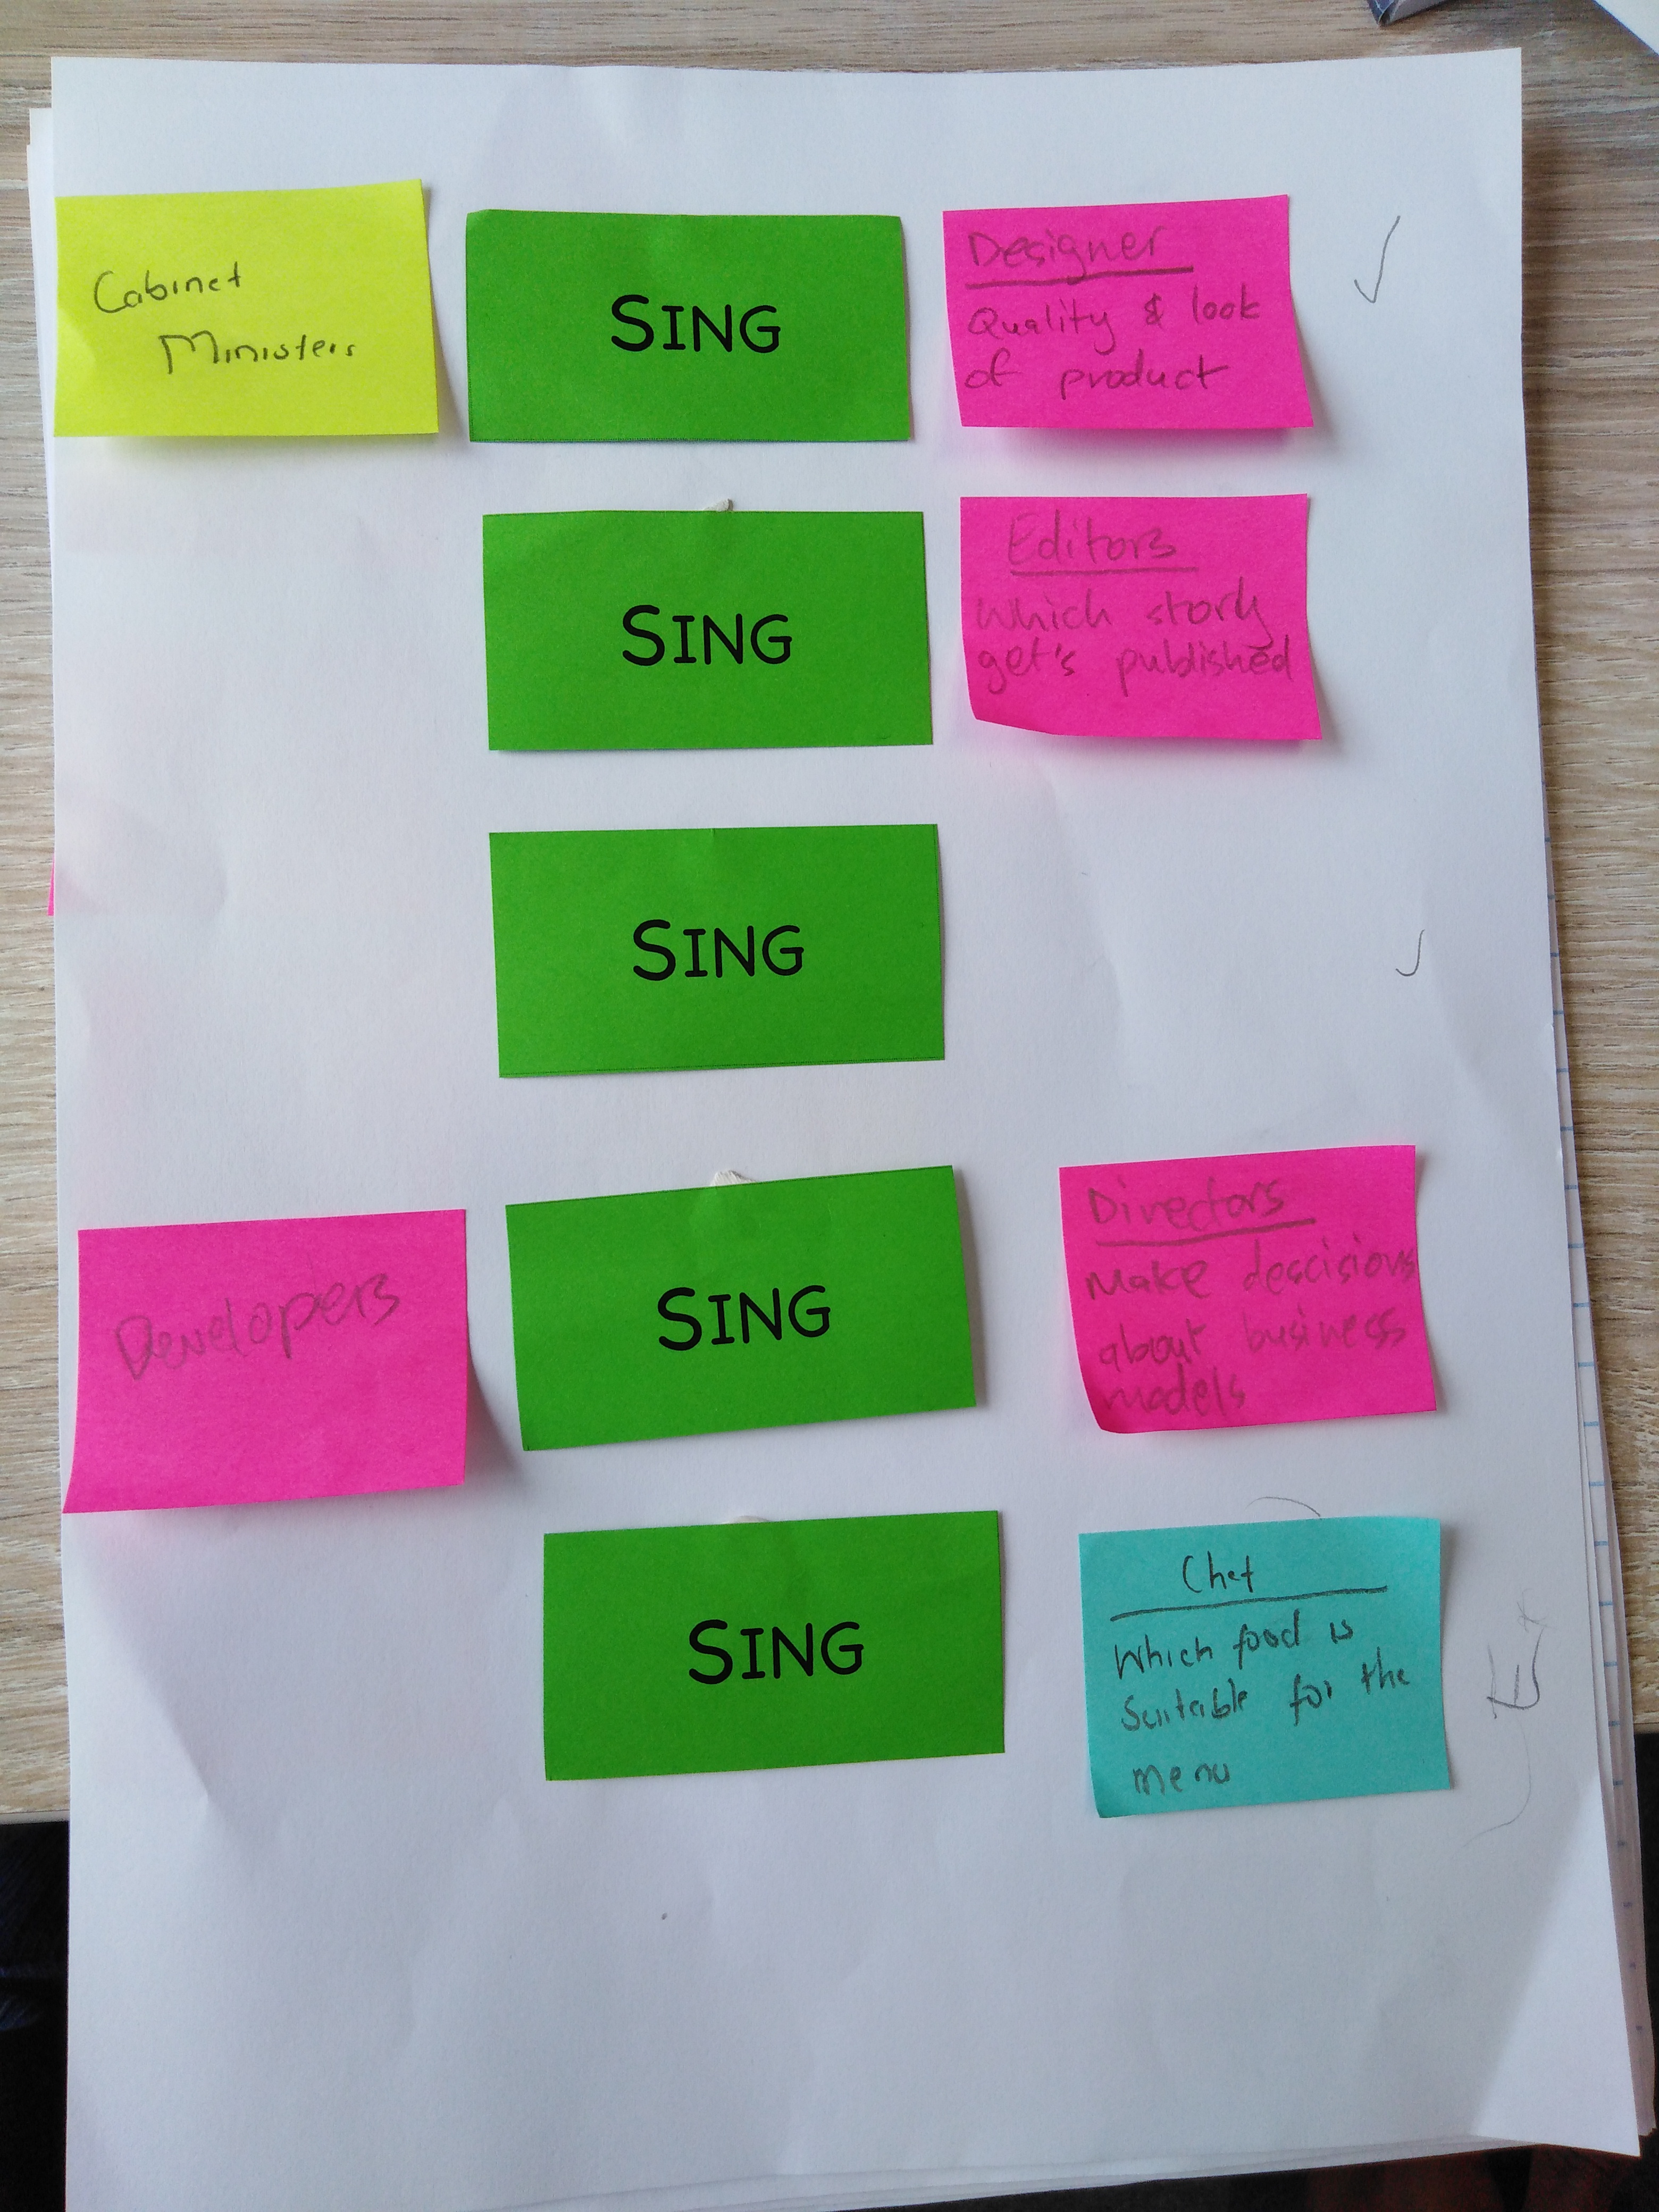 Cabinet
Ministers
SING
Designer
Quality & look
of product
SING
Editors
which story
get's published
SING
Developers
SING
Directors
Make descisions
about business
models
SING
Chef
Which food is
Suitable for the
menu